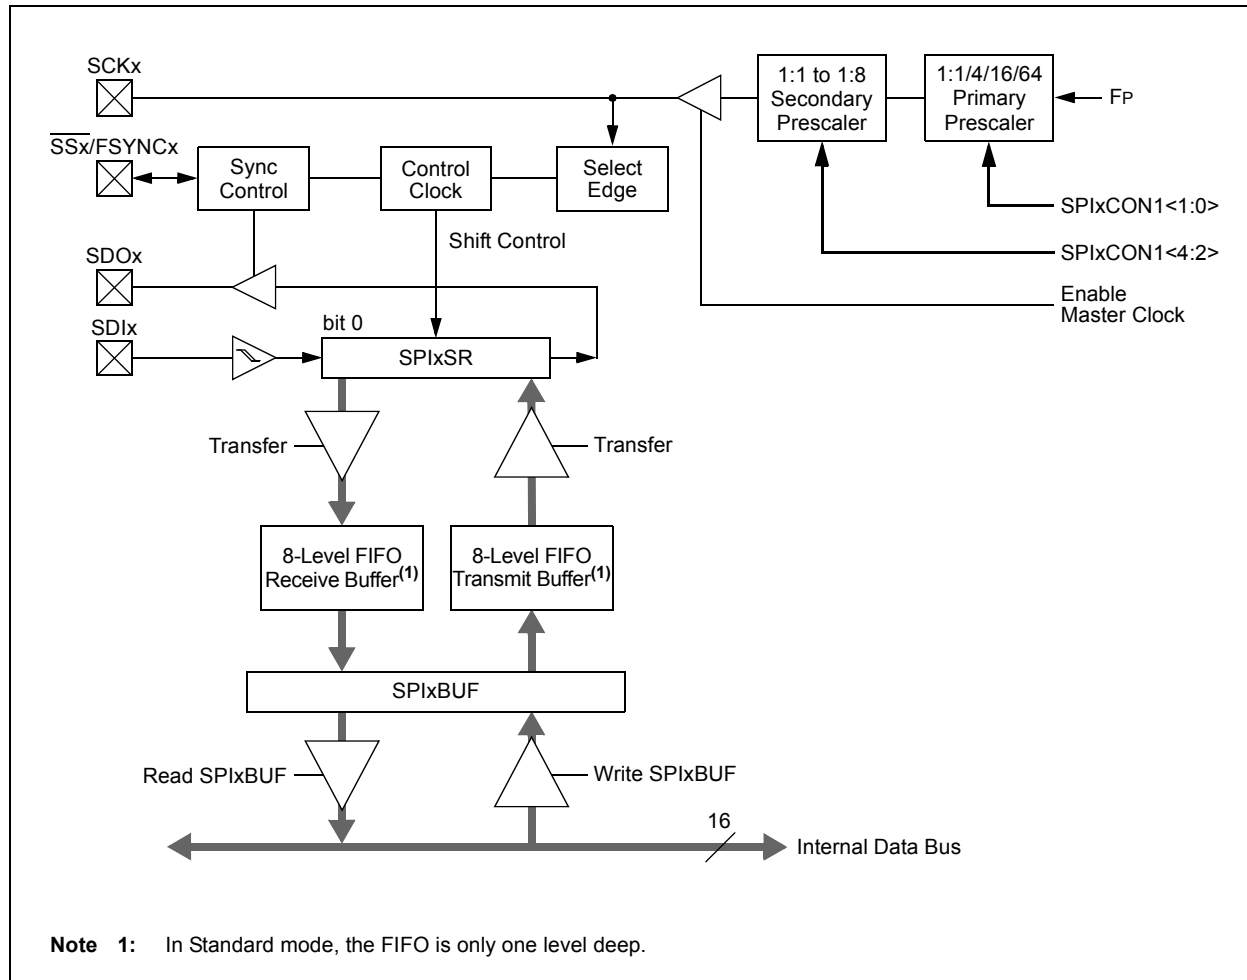 SCKx
1:1 to 1:8
Secondary
Prescaler
1:1/4/16/64
Primary
Prescaler
FP
SSx/FSYNCx
Sync
Control
Control
Clock
Select
Edge
SPIxCON1<1:0>
Shift Control
SPIxCON1<4:2>
SDOx
Enable
Master Clock
SDIx
bit 0
SPIxSR
Transfer
Transfer
8-Level FIFO
Receive Buffer(1)
8-Level FIFO
Transmit Buffer(1)
SPIxBUF
Read SPIxBUF
Write SPIxBUF
16
Internal Data Bus
Note 1: In Standard mode, the FIFO is only one level deep.